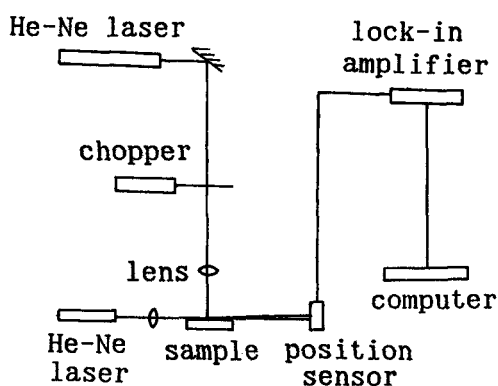 He-Ne laser
lock-in
amplifier
chopper
lens
computer
He-Ne
laser
sample
position
sensor